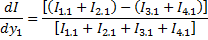 dI/dy₁ = [(I₁.₁ + I₂.₁) − (I₃.₁ + I₄.₁)] / [I₁.₁ + I₂.₁ + I₃.₁ + I₄.₁]